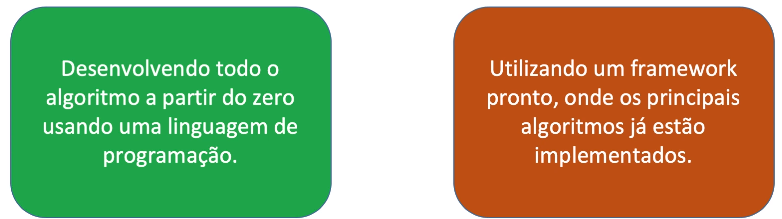 Desenvolvendo todo o
algoritmo a partir do zero
usando uma linguagem de
programação.
Utilizando um framework
pronto, onde os principais
algoritmos já estão
implementados.